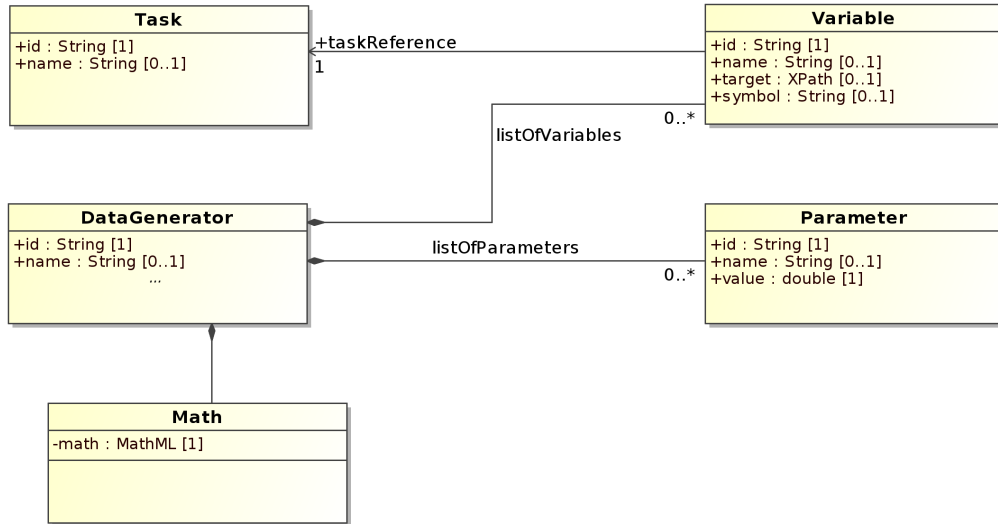 Task
+id : String [1]
+name : String [0..1]
+taskReference
1
Variable
+id : String [1]
+name : String [0..1]
+target : XPath [0..1]
+symbol : String [0..1]
0..*
listOfVariables
DataGenerator
+id : String [1]
+name : String [0..1]
...
listOfParameters
0..*
Parameter
+id : String [1]
+name : String [0..1]
+value : double [1]
Math
-math : MathML [1]